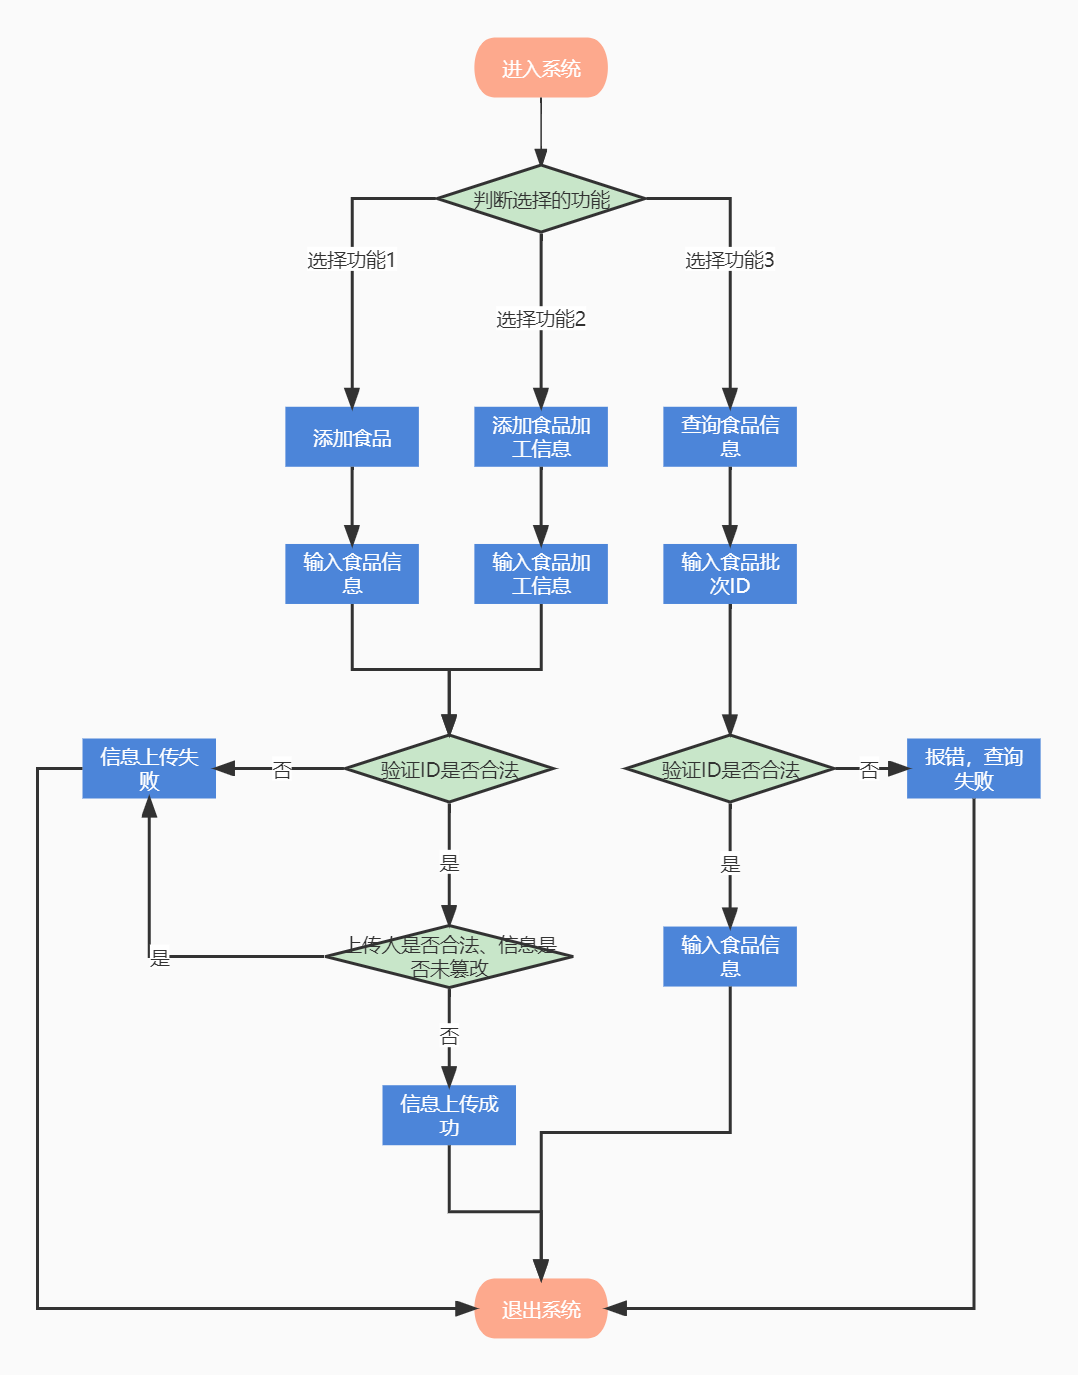 进入系统
判断选择的功能
选择功能1
选择功能3
选择功能2
添加食品
添加食品加
工信息
查询食品信
息
输入食品信
息
输入食品加
工信息
输入食品批
次ID
信息上传失
败
否
验证ID是否合法
验证ID是否合法
否
报错，查询
失败
是
是
上传人是否合法、信息是
否未篡改
是
输入食品信
息
否
信息上传成
功
退出系统